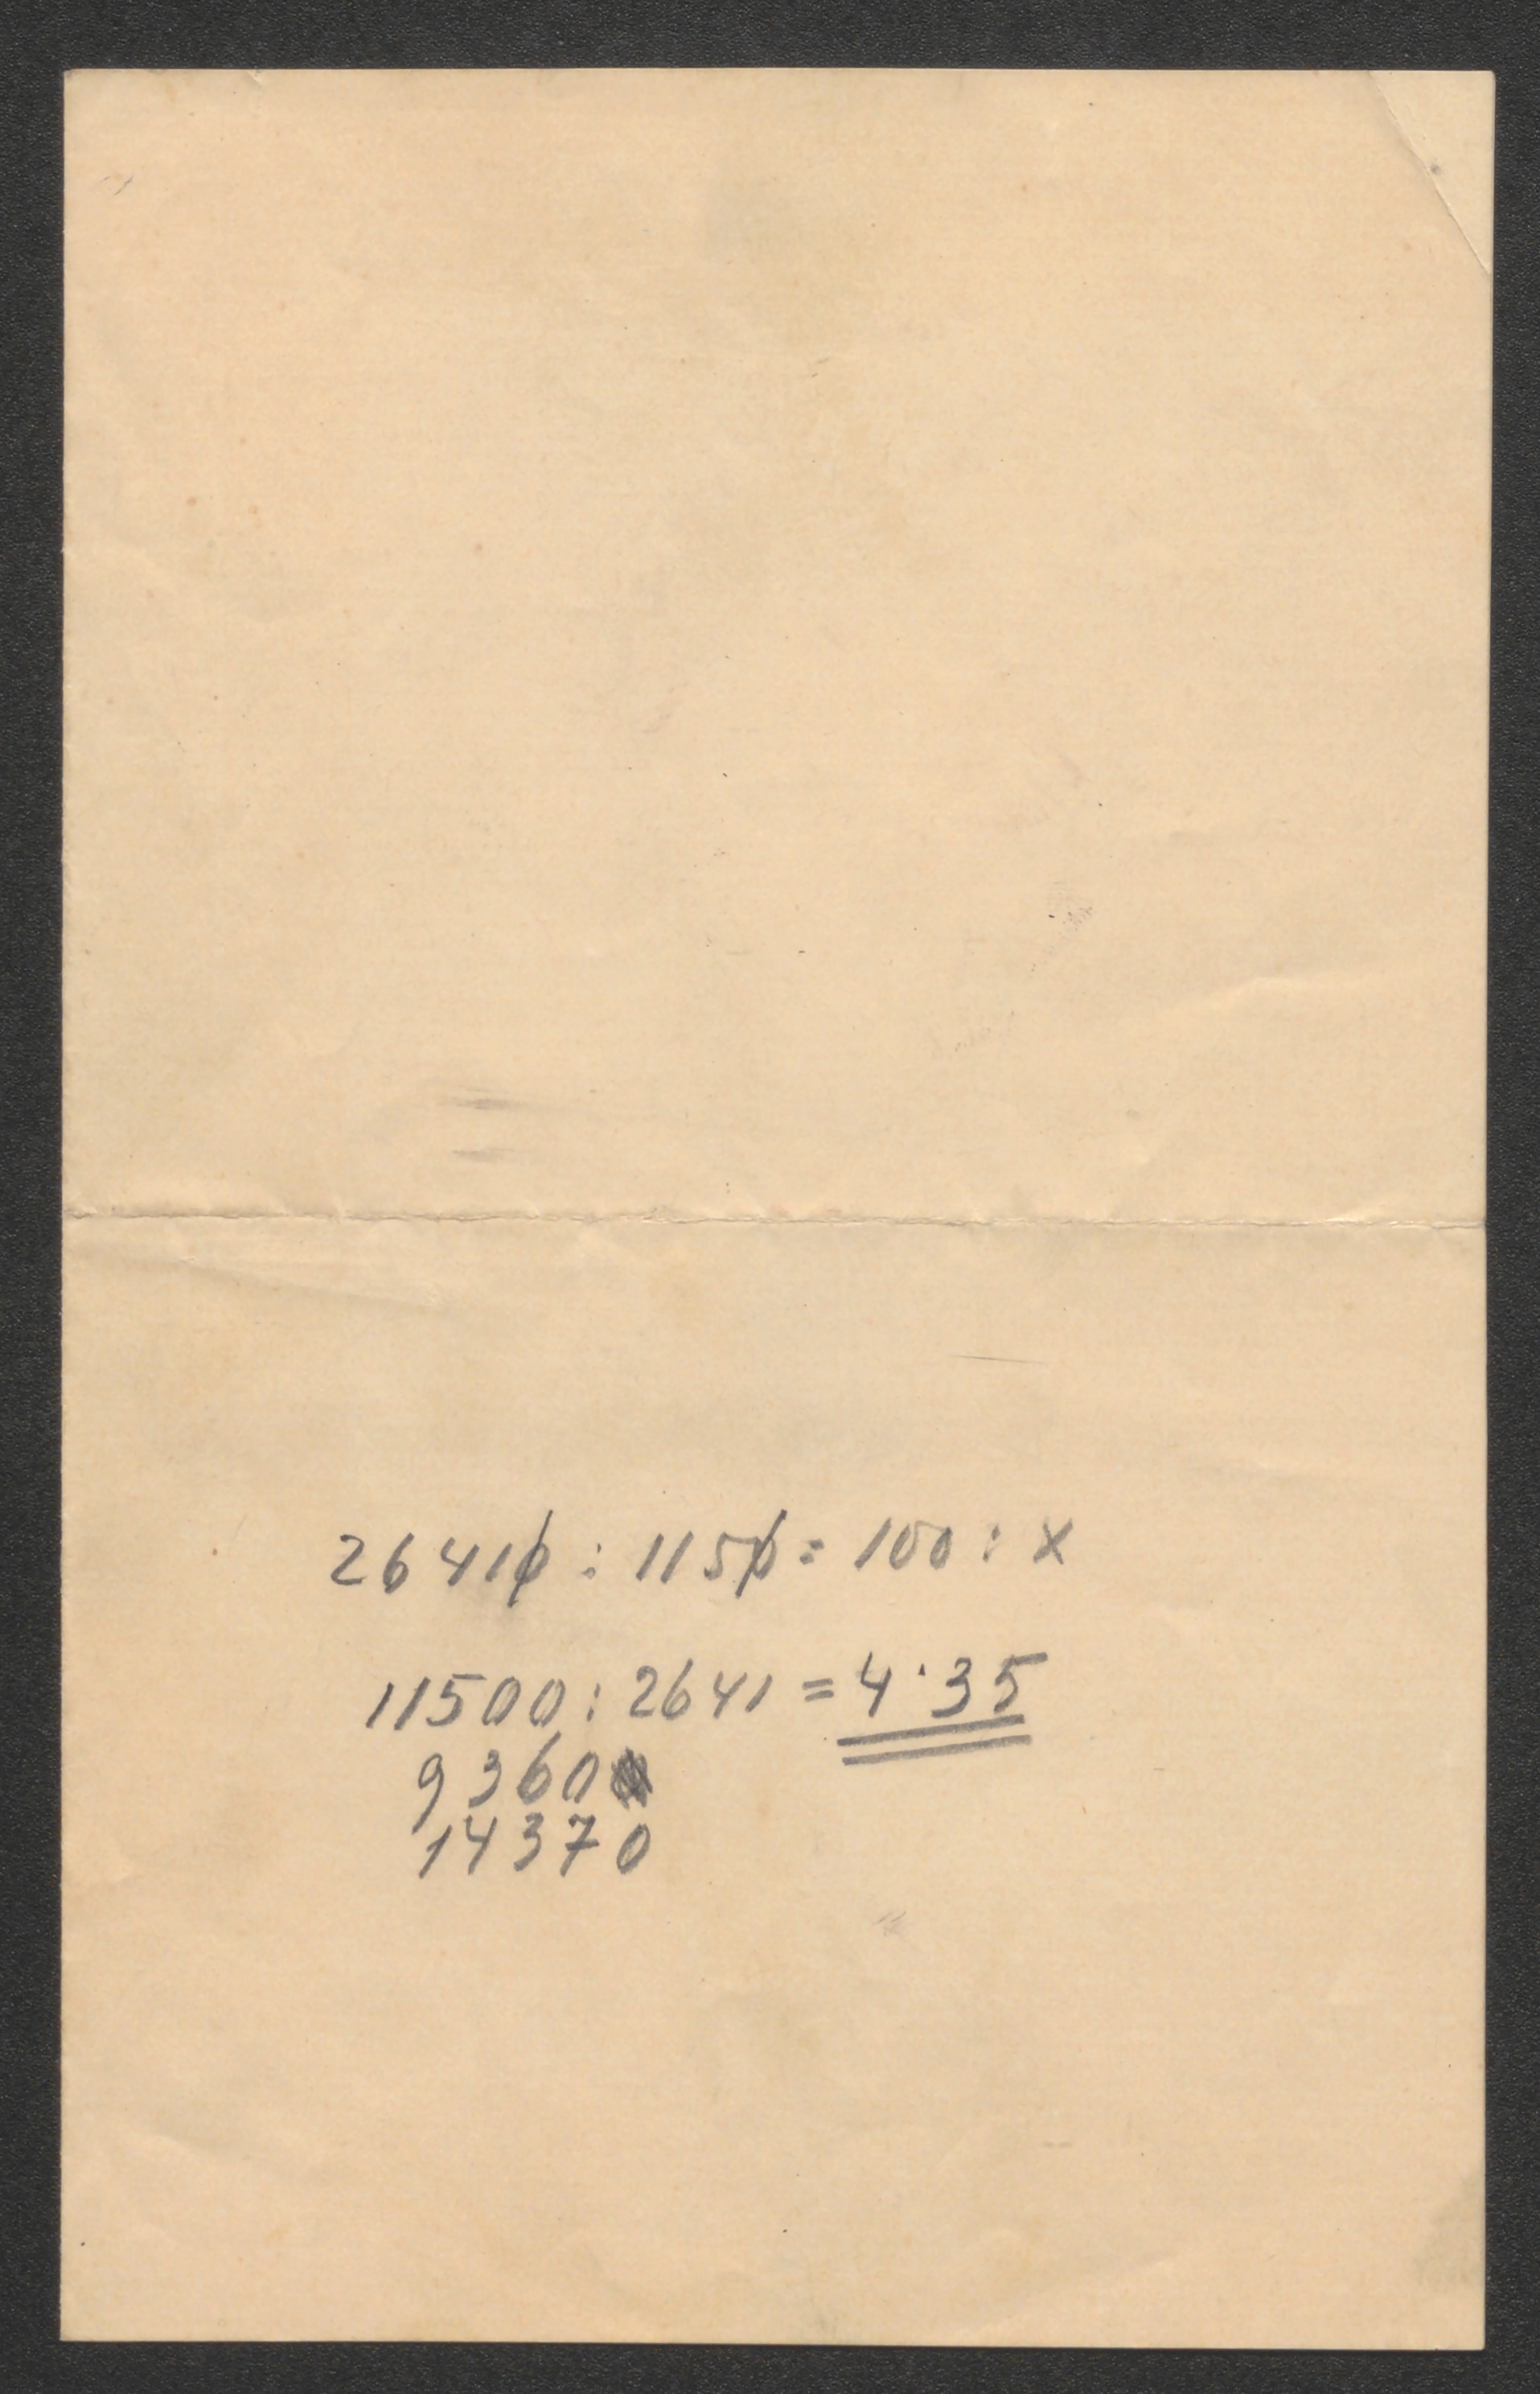 26410 : 1150 = 100 : x
11500 : 2641 = 4·35
9360
14370